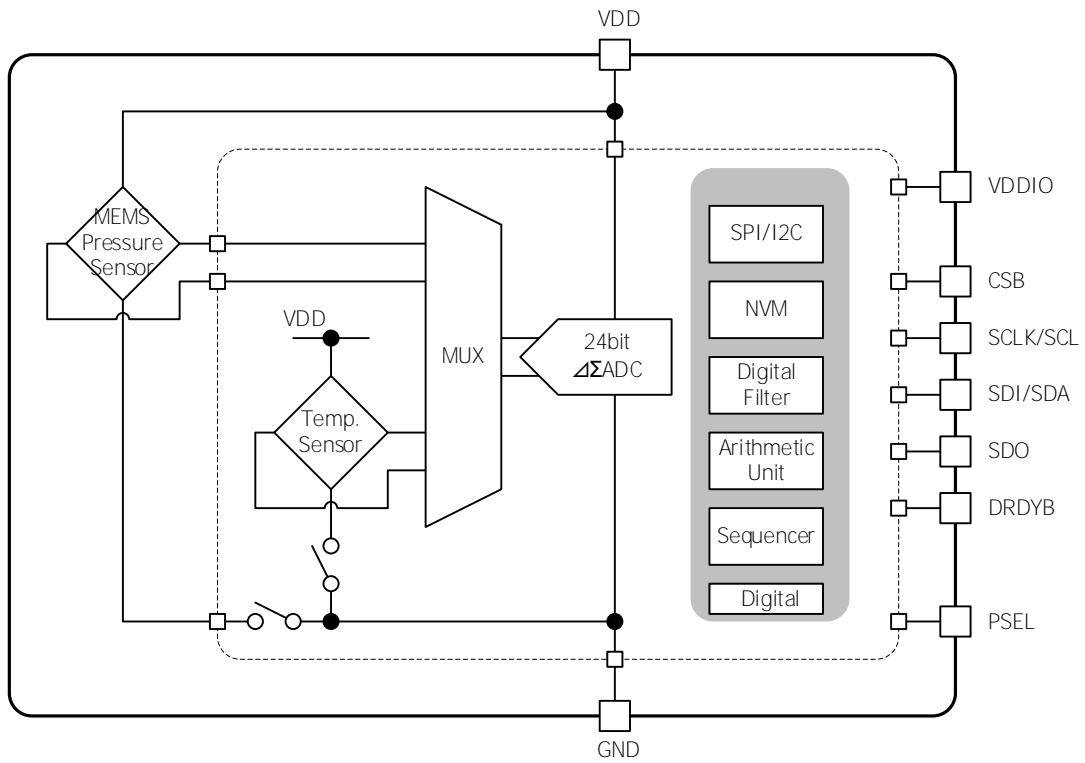 VDD
MEMS
Pressure
Sensor
VDD
Temp.
Sensor
MUX
24bit
ΔΣADC
SPI/I2C
NVM
Digital
Filter
Arithmetic
Unit
Sequencer
Digital
VDDIO
CSB
SCLK/SCL
SDI/SDA
SDO
DRDYB
PSEL
GND